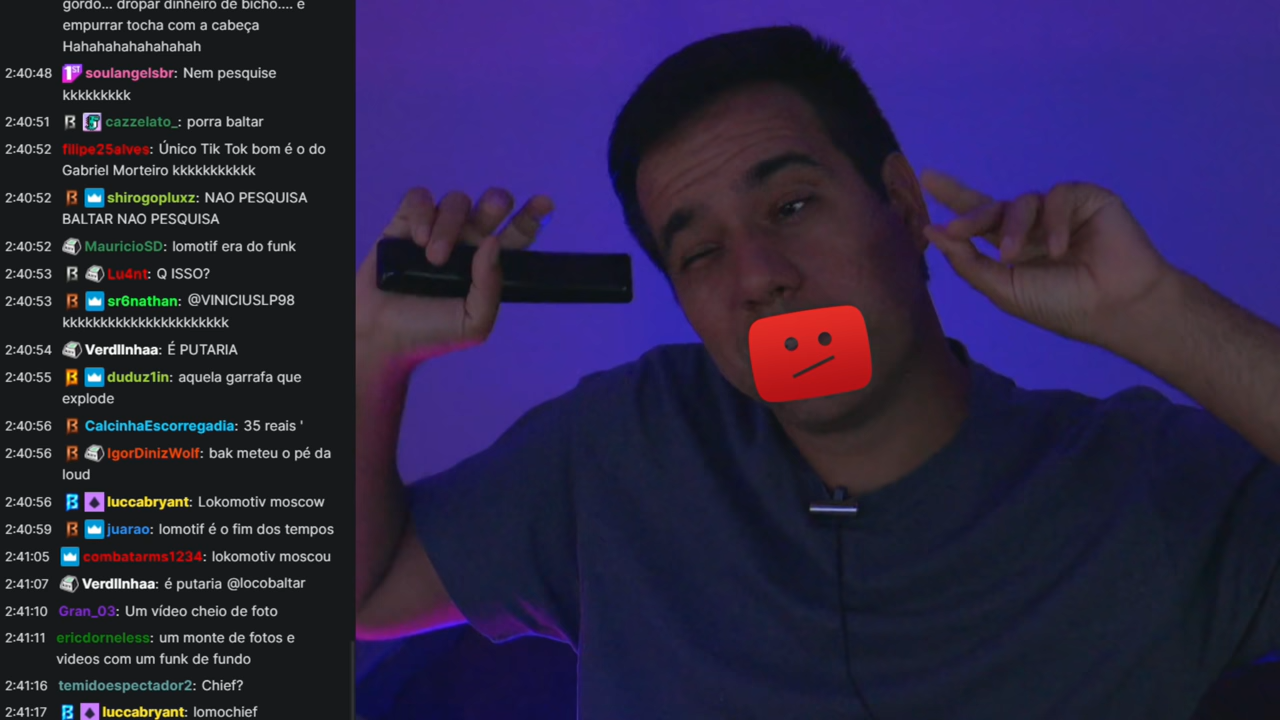 gordo... dropar dinheiro de bicho.... e
empurrar tocha com a cabeça
Hahahahahahahahah
2:40:48 1ST soulangelsbr: Nem pesquise
kkkkkkkkk
2:40:51 cazzelato_: porra baltar
2:40:52 filipe25alves: Único Tik Tok bom é o do
Gabriel Morteiro kkkkkkkkkkk
2:40:52 shirogopluxz: NAO PESQUISA
BALTAR NAO PESQUISA
2:40:52 MauricioSD: lomotif era do funk
2:40:53 Lu4nt: Q ISSO?
2:40:53 sr6nathan: @VINICIUSLP98
kkkkkkkkkkkkkkkkkkkkkk
2:40:54 VerdlInhaa: É PUTARIA
2:40:55 duduz1in: aquela garrafa que
explode
2:40:56 CalcinhaEscorregadia: 35 reais '
2:40:56 IgorDinizWolf: bak meteu o pé da
loud
2:40:56 luccabryant: Lokomotiv moscow
2:40:59 juarao: lomotif é o fim dos tempos
2:41:05 combatarms1234: lokomotiv moscou
2:41:07 VerdlInhaa: é putaria @locobaltar
2:41:10 Gran_03: Um vídeo cheio de foto
2:41:11 ericdorneless: um monte de fotos e
videos com um funk de fundo
2:41:16 temidoespectador2: Chief?
2:41:17 luccabryant: lomochief